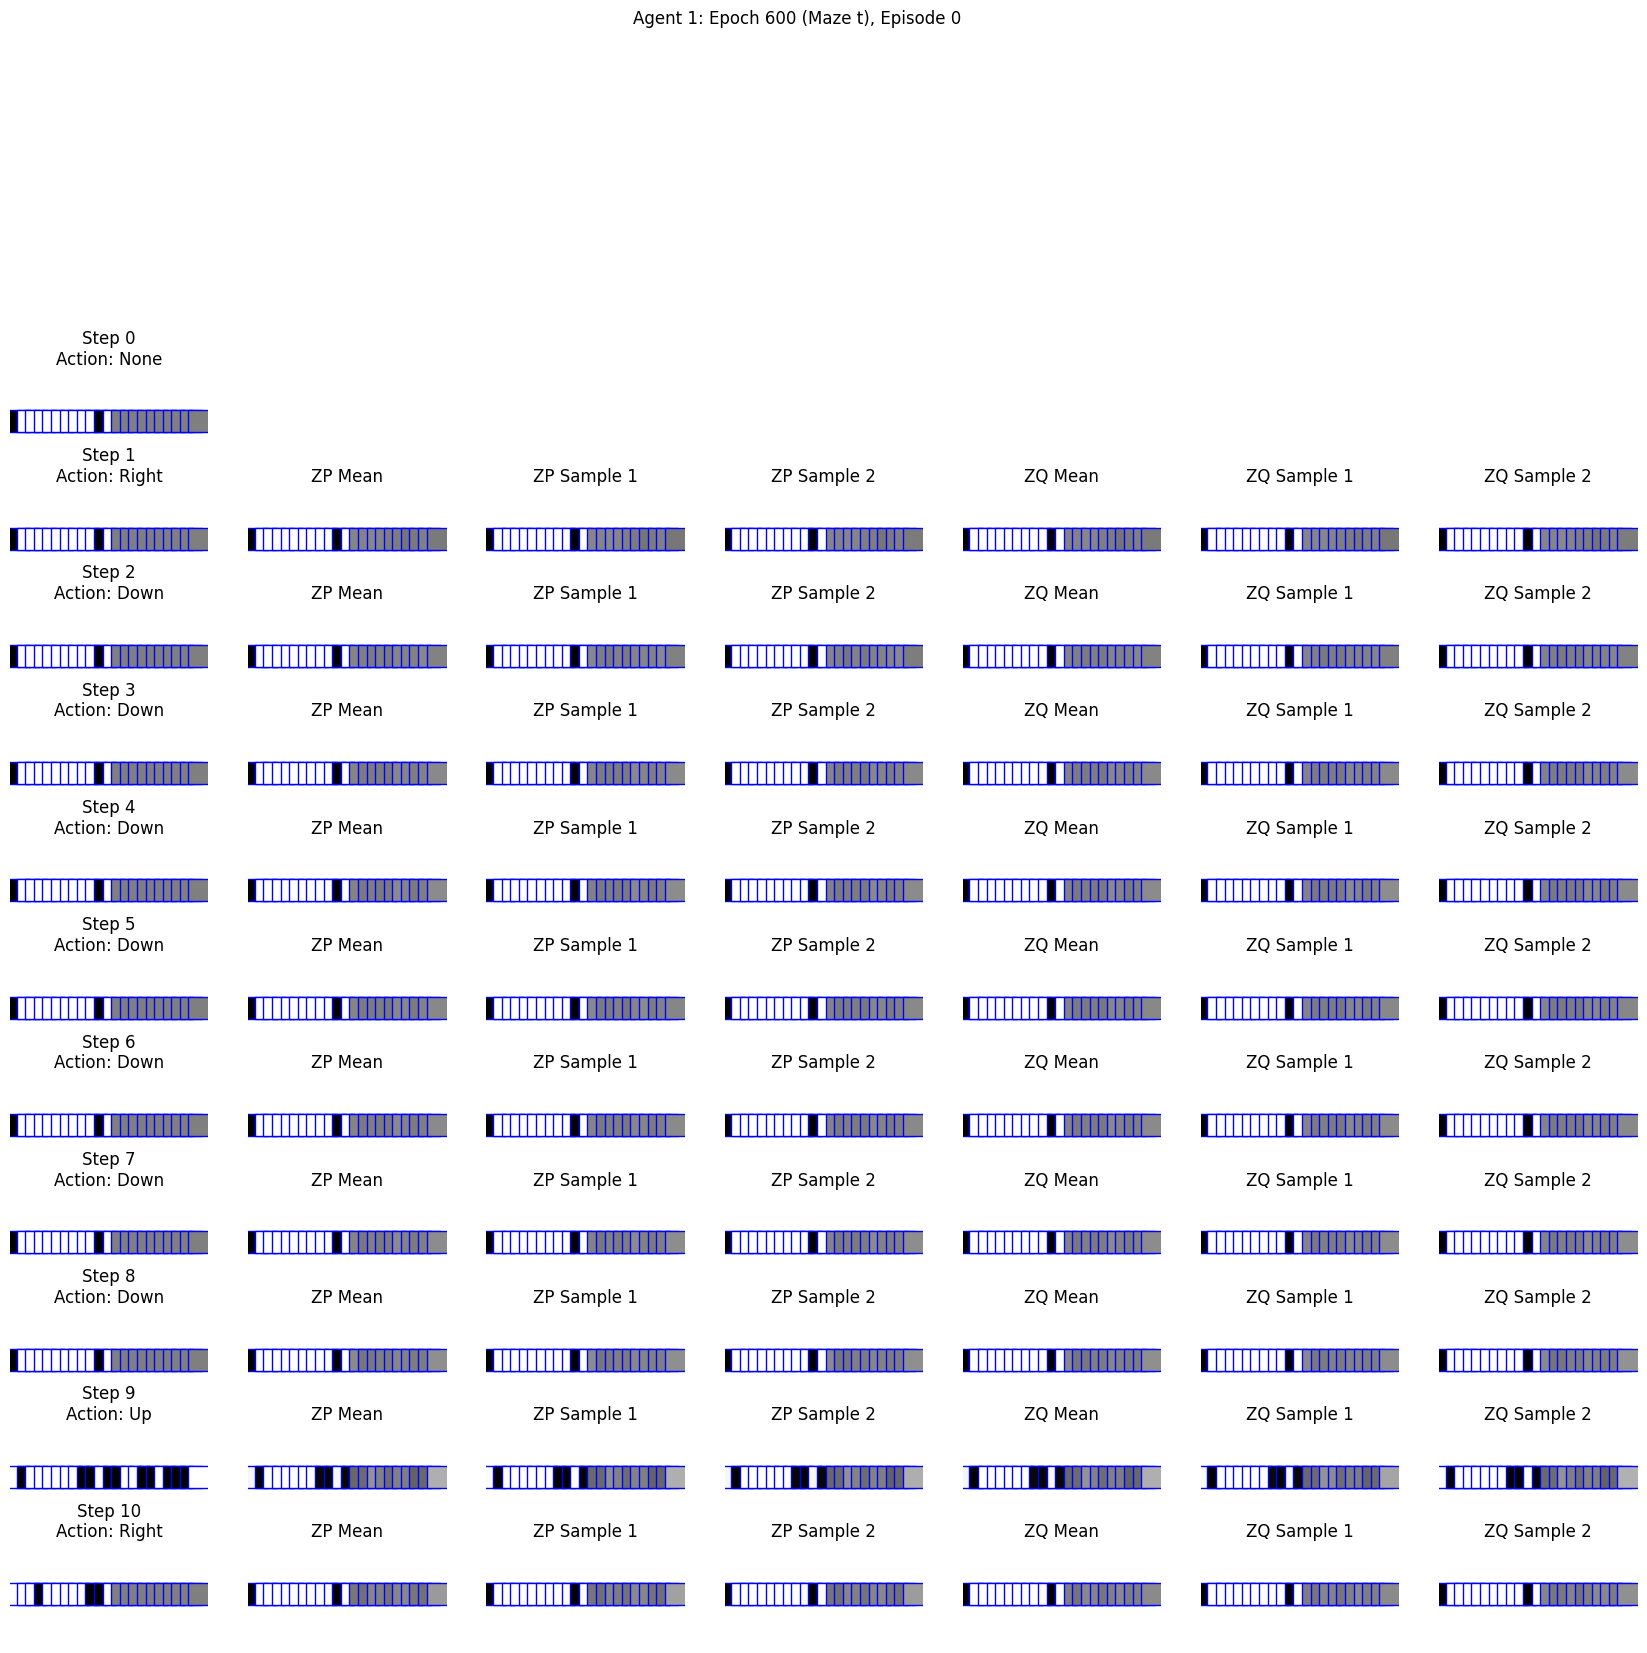 Agent 1: Epoch 600 (Maze t), Episode 0
Step 0
Action: None
Step 1
Action: Right ZP Mean ZP Sample 1 ZP Sample 2 ZQ Mean ZQ Sample 1 ZQ Sample 2
Step 2
Action: Down ZP Mean ZP Sample 1 ZP Sample 2 ZQ Mean ZQ Sample 1 ZQ Sample 2
Step 3
Action: Down ZP Mean ZP Sample 1 ZP Sample 2 ZQ Mean ZQ Sample 1 ZQ Sample 2
Step 4
Action: Down ZP Mean ZP Sample 1 ZP Sample 2 ZQ Mean ZQ Sample 1 ZQ Sample 2
Step 5
Action: Down ZP Mean ZP Sample 1 ZP Sample 2 ZQ Mean ZQ Sample 1 ZQ Sample 2
Step 6
Action: Down ZP Mean ZP Sample 1 ZP Sample 2 ZQ Mean ZQ Sample 1 ZQ Sample 2
Step 7
Action: Down ZP Mean ZP Sample 1 ZP Sample 2 ZQ Mean ZQ Sample 1 ZQ Sample 2
Step 8
Action: Down ZP Mean ZP Sample 1 ZP Sample 2 ZQ Mean ZQ Sample 1 ZQ Sample 2
Step 9
Action: Up ZP Mean ZP Sample 1 ZP Sample 2 ZQ Mean ZQ Sample 1 ZQ Sample 2
Step 10
Action: Right ZP Mean ZP Sample 1 ZP Sample 2 ZQ Mean ZQ Sample 1 ZQ Sample 2